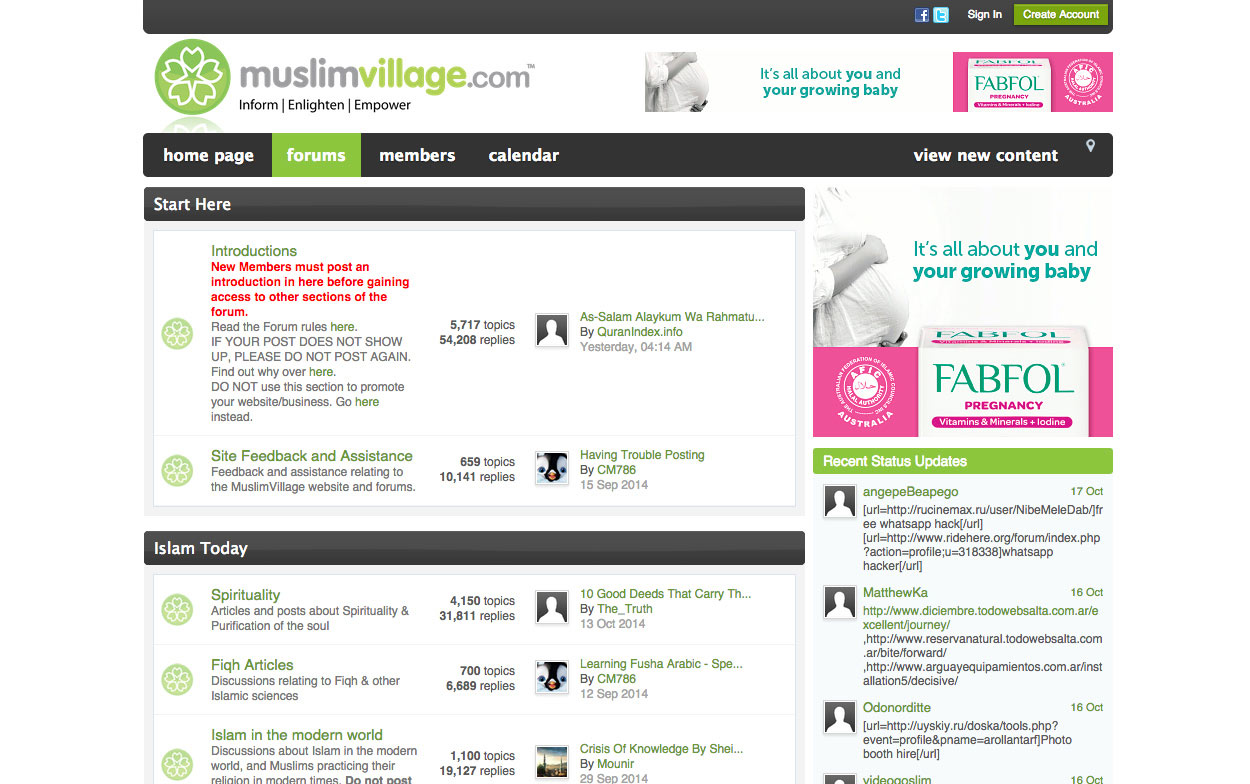 Sign In
Create Account
muslimvillage.com™
Inform | Enlighten | Empower
It's all about you and
your growing baby
FABFOL
PREGNANCY
Vitamins & Minerals + Iodine
AUSTRALIA
home page
forums
members
calendar
view new content
Start Here
Introductions
New Members must post an
introduction in here before gaining
access to other sections of the
forum.
Read the Forum rules here.
IF YOUR POST DOES NOT SHOW
UP, PLEASE DO NOT POST AGAIN.
Find out why over here.
DO NOT use this section to promote
your website/business. Go here
instead.
5,717 topics
54,208 replies
As-Salam Alaykum Wa Rahmatu...
By QuranIndex.info
Yesterday, 04:14 AM
Site Feedback and Assistance
Feedback and assistance relating to
the MuslimVillage website and forums.
659 topics
10,141 replies
Having Trouble Posting
By CM786
15 Sep 2014
Islam Today
Spirituality
Articles and posts about Spirituality &
Purification of the soul
4,150 topics
31,811 replies
10 Good Deeds That Carry Th...
By The_Truth
13 Oct 2014
Fiqh Articles
Discussions relating to Fiqh & other
Islamic sciences
700 topics
6,689 replies
Learning Fusha Arabic - Spe...
By CM786
12 Sep 2014
Islam in the modern world
Discussions about Islam in the modern
world, and Muslims practicing their
religion in modern times. Do not post
1,100 topics
19,127 replies
Crisis Of Knowledge By Shei...
By Mounir
29 Sep 2014
It's all about you and
your growing baby
FABFOL
Vitamins & Minerals + Iodine
FABFOL
PREGNANCY
Vitamins & Minerals + Iodine
THE AUSTRALIAN FEDERATION OF ISLAMIC COUNCILS INC
AFIC
حلال
HALAL AUTHORITY
AUSTRALIA
Recent Status Updates
angepeBeapego
17 Oct
[url=http://rucinemax.ru/user/NibeMeleDab/]fr
ee whatsapp hack[/url]
[url=http://www.ridehere.org/forum/index.php
?action=profile;u=318338]whatsapp
hacker[/url]
MatthewKa
16 Oct
http://www.diciembre.todowebsalta.com.ar/e
xcellent/journey/
,http://www.reservanatural.todowebsalta.com
.ar/bite/forward/
,http://www.arguayequipamientos.com.ar/inst
allation5/decisive/
Odonorditte
16 Oct
[url=http://uyskiy.ru/doska/tools.php?
event=profile&pname=arollantarf]Photo
booth hire[/url]
videogoslim
16 Oct